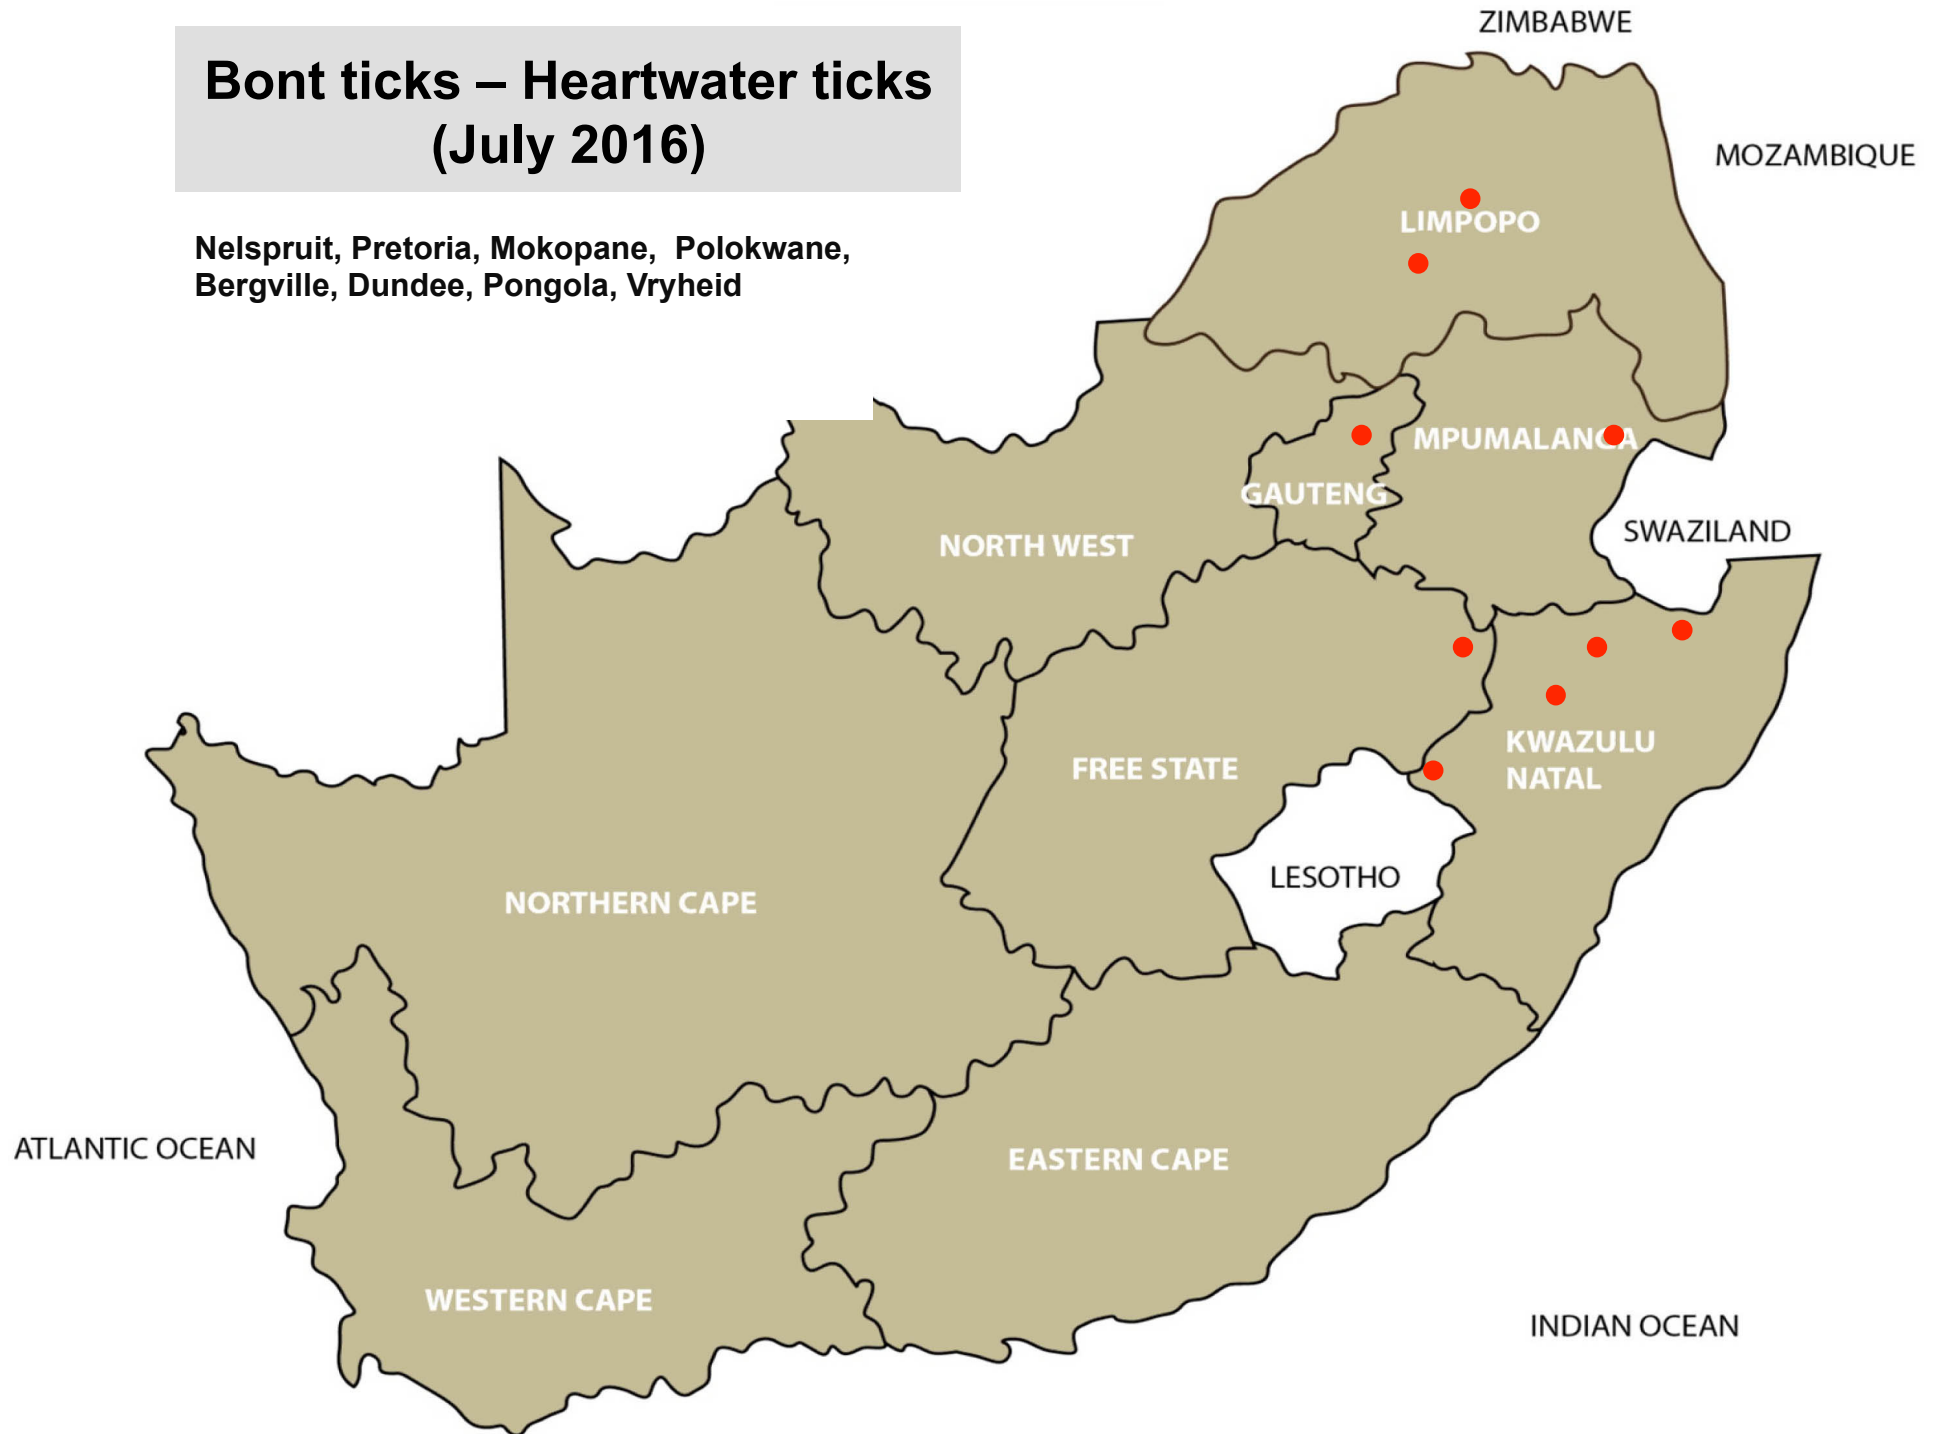 ZIMBABWE
Bont ticks – Heartwater ticks
(July 2016)
MOZAMBIQUE
LIMPOPO
Nelspruit, Pretoria, Mokopane, Polokwane,
Bergville, Dundee, Pongola, Vryheid
MPUMALANGA
GAUTENG
SWAZILAND
NORTH WEST
KWAZULU
NATAL
FREE STATE
LESOTHO
NORTHERN CAPE
ATLANTIC OCEAN
EASTERN CAPE
WESTERN CAPE
INDIAN OCEAN